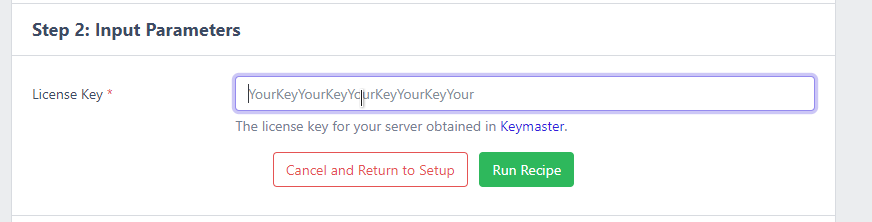 Step 2: Input Parameters
License Key *
YourKeyYourKeyYourKeyYourKeyYour
The license key for your server obtained in Keymaster.
Cancel and Return to Setup
Run Recipe